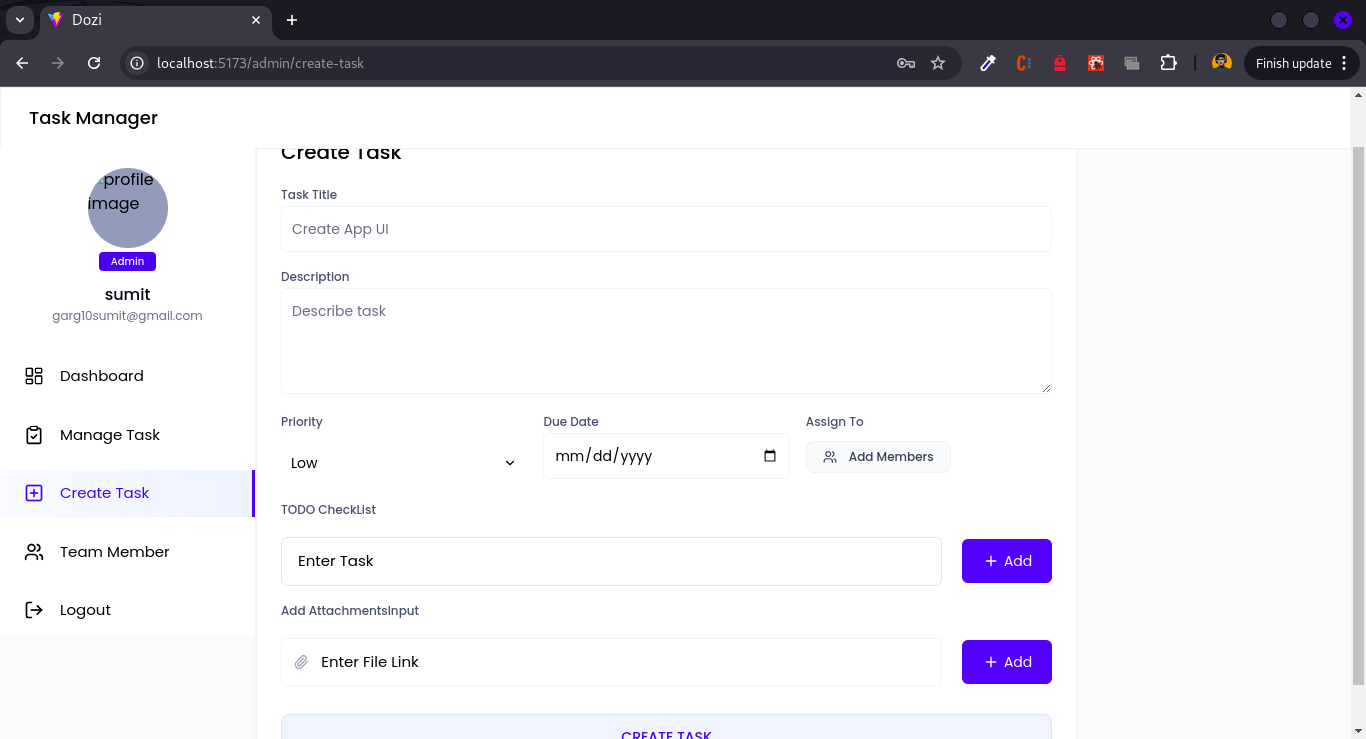 Dozi
localhost:5173/admin/create-task
Finish update
Task Manager
profile
image
Admin
sumit
garg10sumit@gmail.com
Dashboard
Manage Task
Create Task
Team Member
Logout
Create Task
Task Title
Create App UI
Description
Describe task
Priority
Due Date
Assign To
Low
mm/dd/yyyy
Add Members
TODO CheckList
Enter Task
Add
Add AttachmentsInput
Enter File Link
Add
CREATE TASK